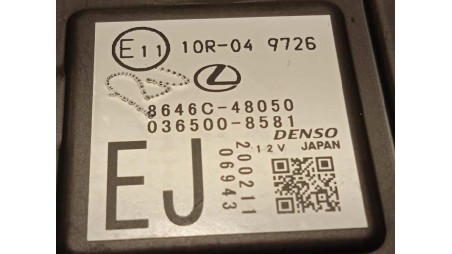 E11 10R-04 9726
8646C-48050
036500-8581
DENSO
12V JAPAN
EJ
200211
06943